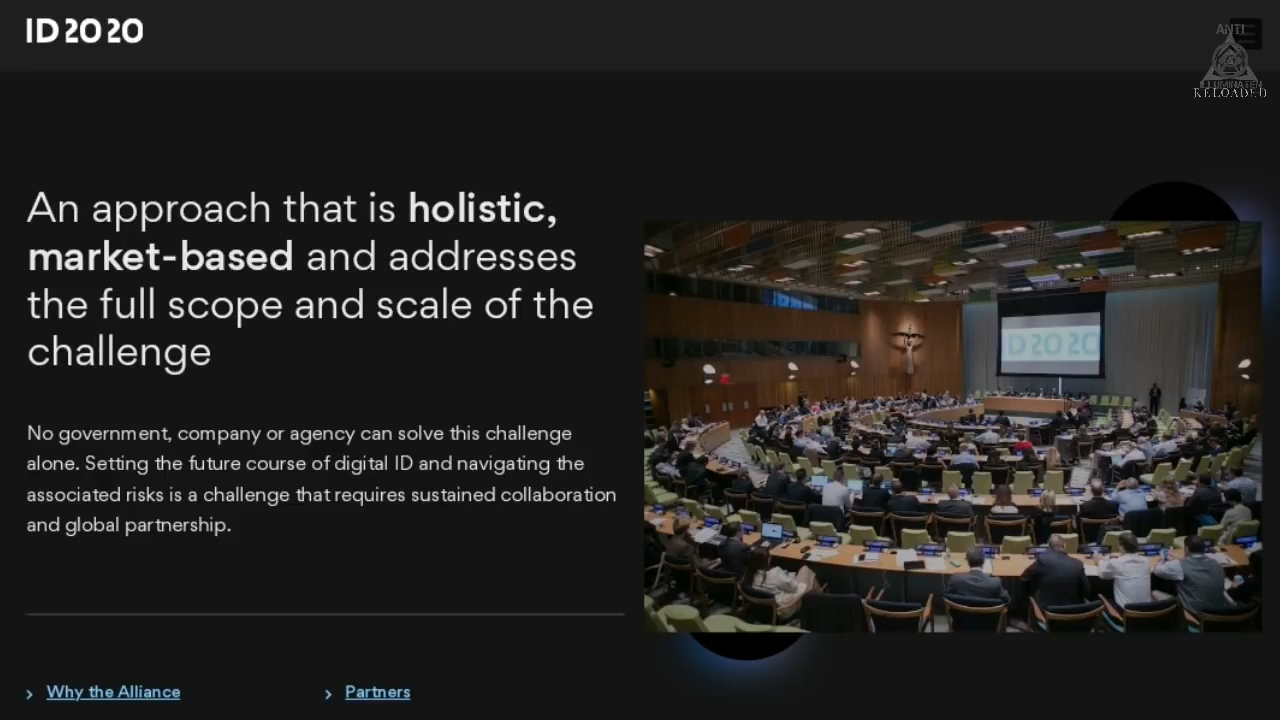 ID2020
ANTI
ILLUMINATEN
RELOADED
An approach that is holistic,
market-based and addresses
the full scope and scale of the
challenge
ID2020
No government, company or agency can solve this challenge
alone. Setting the future course of digital ID and navigating the
associated risks is a challenge that requires sustained collaboration
and global partnership.
Why the Alliance
Partners